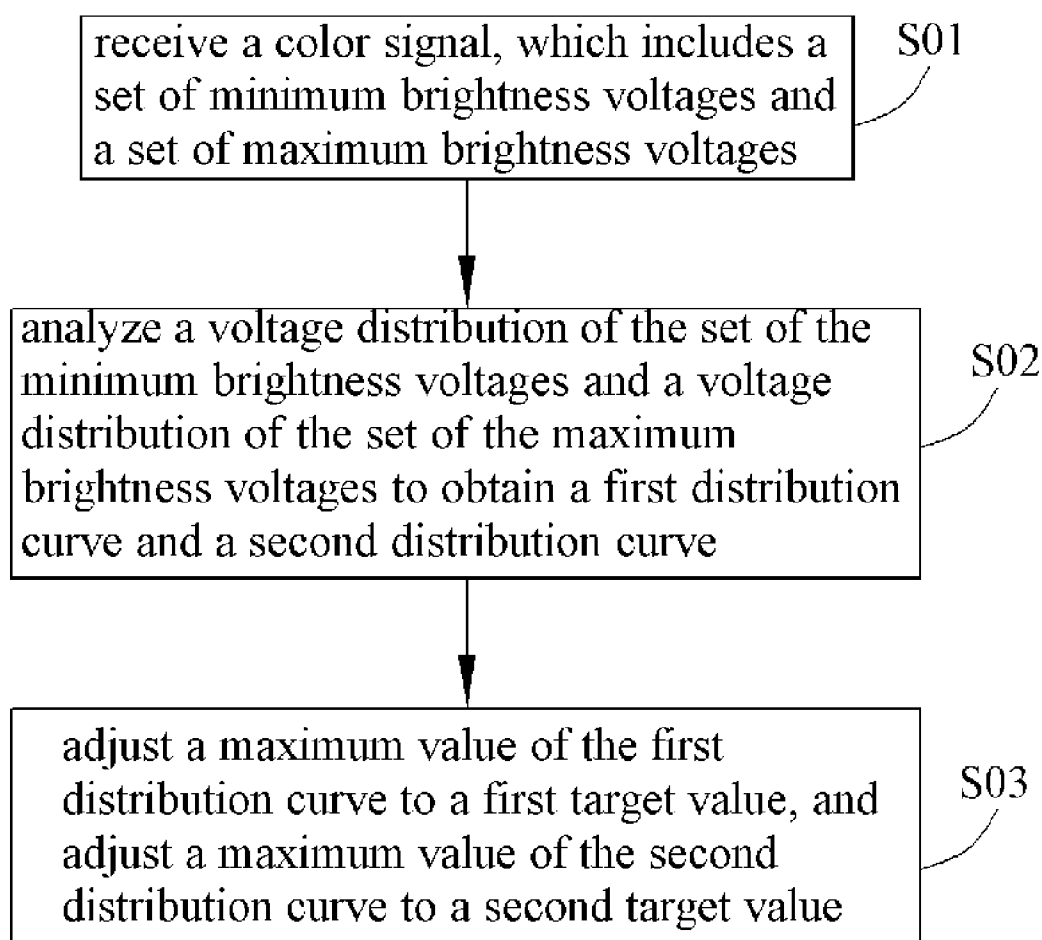 receive a color signal, which includes a
set of minimum brightness voltages and
a set of maximum brightness voltages
S01
analyze a voltage distribution of the set of the
minimum brightness voltages and a voltage
distribution of the set of the maximum
brightness voltages to obtain a first distribution
curve and a second distribution curve
S02
adjust a maximum value of the first
distribution curve to a first target value, and
adjust a maximum value of the second
distribution curve to a second target value
S03